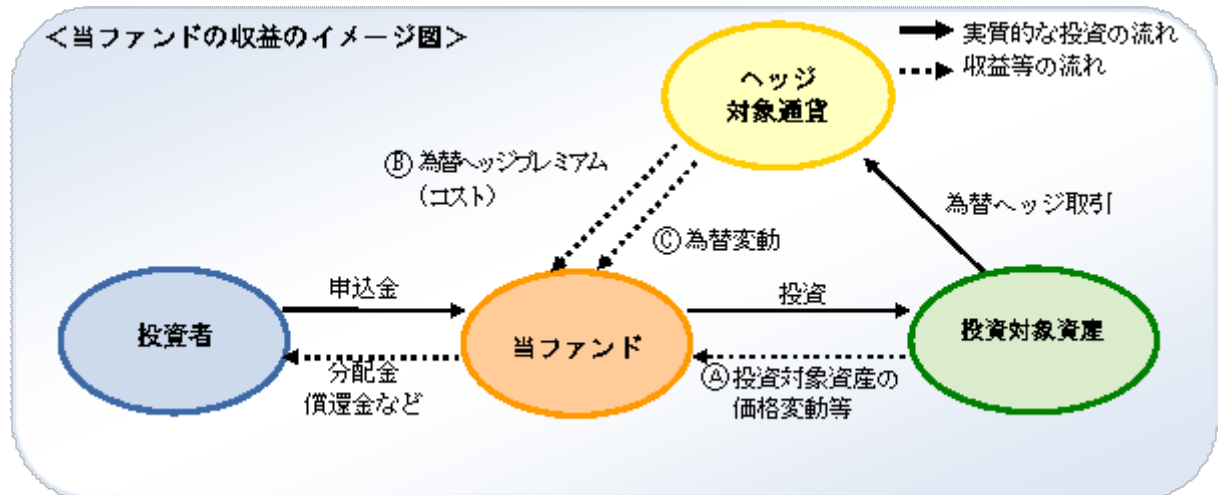 <当ファンドの収益のイメージ図>
実質的な投資の流れ
収益等の流れ
ヘッジ
対象通貨
Ⓑ為替ヘッジプレミアム
(コスト)
為替ヘッジ取引
Ⓒ為替変動
申込金
投資
投資者
当ファンド
投資対象資産
分配金
償還金など
Ⓐ投資対象資産の
価格変動等